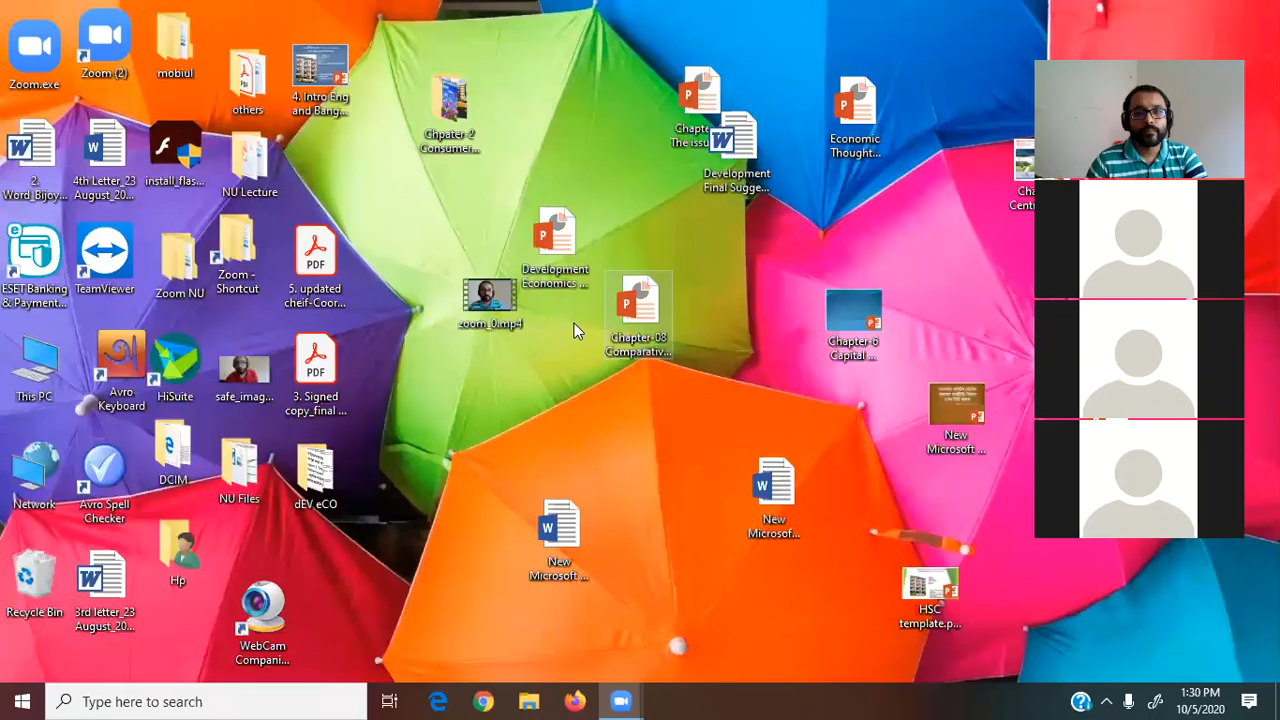 Zoom.exe
Zoom (2)
mobiul
others
4. Intro Eng
and Bang...
Chpater-2
Consumer...
Chapte
The issu
Development
Final Sugge...
Economic
Thought...
2.
Word_Bijoy...
4th Letter_23
August_20...
install_flas...
NU Lecture
Cha
Centr
ESET Banking
& Payment...
TeamViewer
Zoom NU
Zoom -
Shortcut
PDF
5. updated
cheif-Coor...
zoom_0.mp4
Development
Economics ...
Chapter-08
Comparativ...
Chapter-6
Capital ...
This PC
Avro
Keyboard
HiSuite
safe_imag...
PDF
3. Signed
copy_final ...
New
Microsoft ...
Network
Avro Spell
Checker
DCIM
NU Files
dEV eCO
New
Microsoft ...
New
Microsof...
Recycle Bin
3rd letter_23
August_20...
Hp
WebCam
Compani...
HSC
template.p...
Type here to search
1:30 PM
10/5/2020